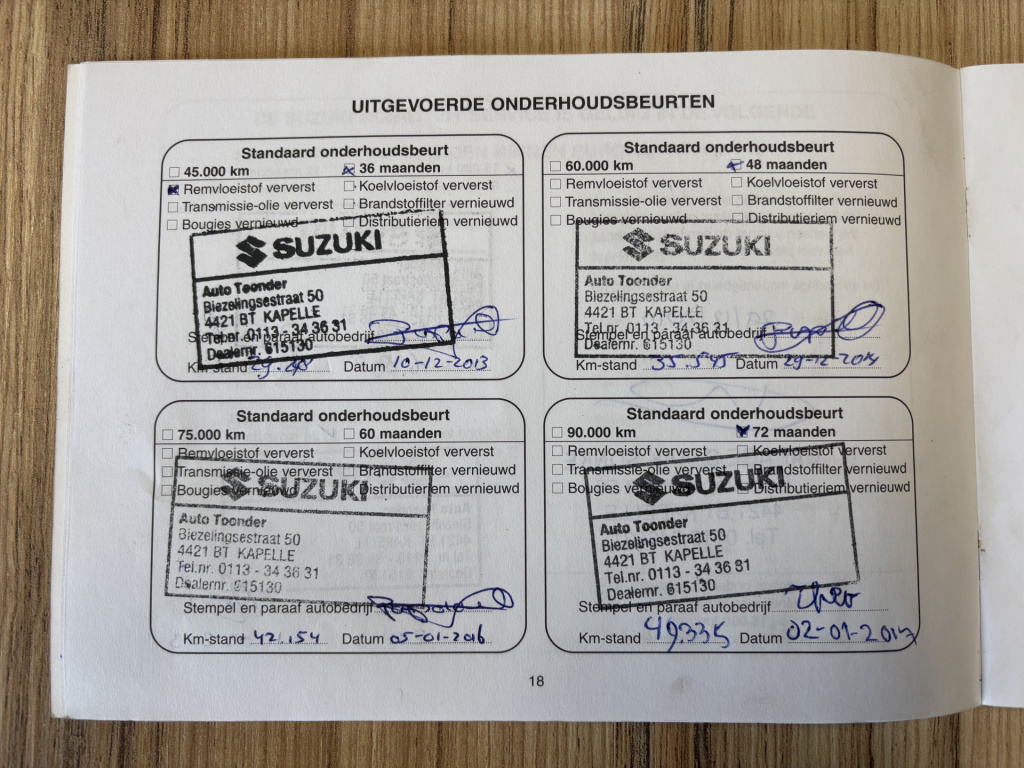 UITGEVOERDE ONDERHOUDSBEURTEN
Standaard onderhoudsbeurt
45.000 km 36 maanden
Remvloeistof ververst Koelvloeistof ververst
Transmissie-olie ververst Brandstoffilter vernieuwd
Bougies vernieuwd Distributieriem vernieuwd
SUZUKI
Auto Toonder
Biezelingsestraat 50
4421 BT KAPELLE
Tel.nr. 0113 - 34 36 31
Dealernr. 615130
Stempel en paraaf autobedrijf
Km-stand Datum 10-12-2013
Standaard onderhoudsbeurt
60.000 km 48 maanden
Remvloeistof ververst Koelvloeistof ververst
Transmissie-olie ververst Brandstoffilter vernieuwd
Bougies vernieuwd Distributieriem vernieuwd
SUZUKI
Auto Toonder
Biezelingsestraat 50
4421 BT KAPELLE
Tel.nr. 0113 - 34 36 31
Stempel en paraaf autobedrijf
Dealernr. 615130
Km-stand 35.545 Datum 29-12-2014
Standaard onderhoudsbeurt
75.000 km 60 maanden
Remvloeistof ververst Koelvloeistof ververst
Transmissie-olie ververst Brandstoffilter vernieuwd
Bougies vernieuwd Distributieriem vernieuwd
SUZUKI
Auto Toonder
Biezelingsestraat 50
4421 BT KAPELLE
Tel.nr. 0113 - 34 36 31
Dealernr. 615130
Stempel en paraaf autobedrijf
Km-stand 42.154 Datum 05-01-2016
Standaard onderhoudsbeurt
90.000 km 72 maanden
Remvloeistof ververst Koelvloeistof ververst
Transmissie-olie ververst Brandstoffilter vernieuwd
Bougies vernieuwd Distributieriem vernieuwd
SUZUKI
Auto Toonder
Biezelingsestraat 50
4421 BT KAPELLE
Tel.nr. 0113 - 34 36 31
Dealernr. 615130
Stempel en paraaf autobedrijf
Km-stand 49335 Datum 02-01-2017
18